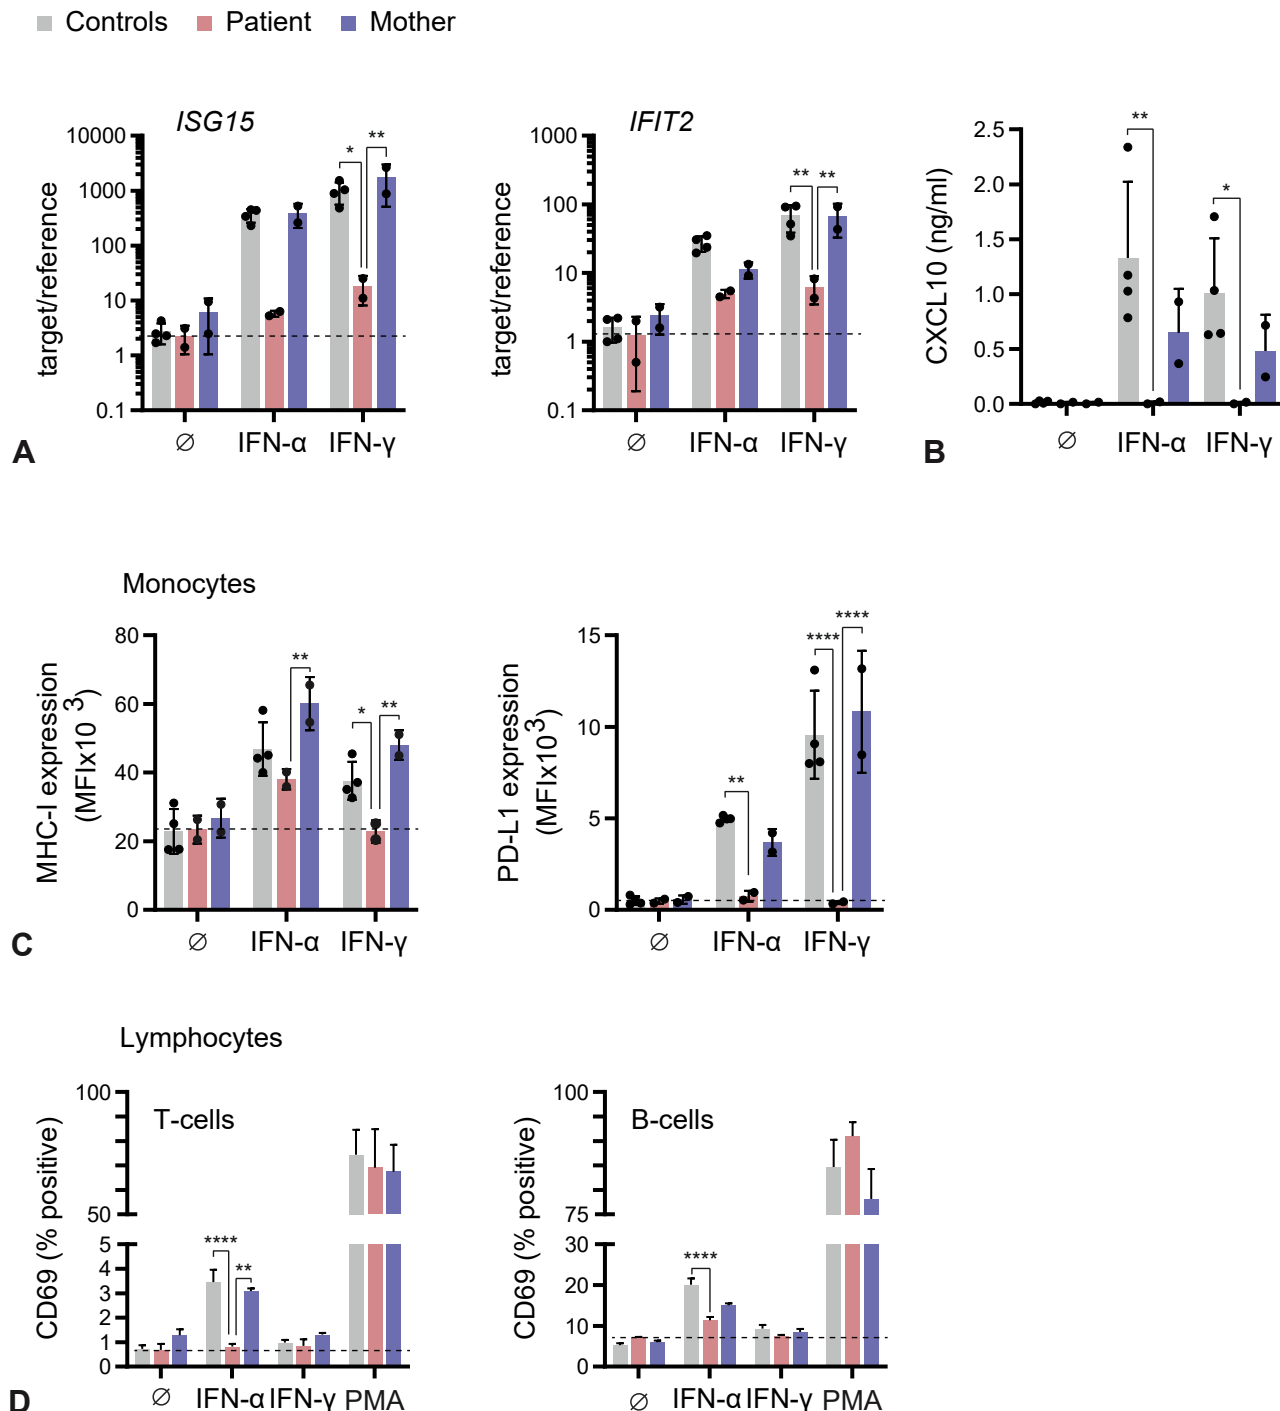 Controls Patient Mother
ISG15
target/reference
10000
1000
100
10
1
0.1
* **
∅ IFN-α IFN-γ
A
IFIT2
target/reference
1000
100
10
1
0.1
** **
∅ IFN-α IFN-γ
CXCL10 (ng/ml)
2.5
2.0
1.5
1.0
0.5
0.0
** *
∅ IFN-α IFN-γ
B
Monocytes
MHC-I expression
(MFIx10 3)
80
60
40
20
0
** * **
∅ IFN-α IFN-γ
C
PD-L1 expression
(MFIx103)
15
10
5
0
** **** ****
∅ IFN-α IFN-γ
Lymphocytes
T-cells
CD69 (% positive)
100
50
5
4
3
2
1
0
**** **
∅ IFN-α IFN-γ PMA
D
B-cells
CD69 (% positive)
100
75
30
20
10
0
****
∅ IFN-α IFN-γ PMA